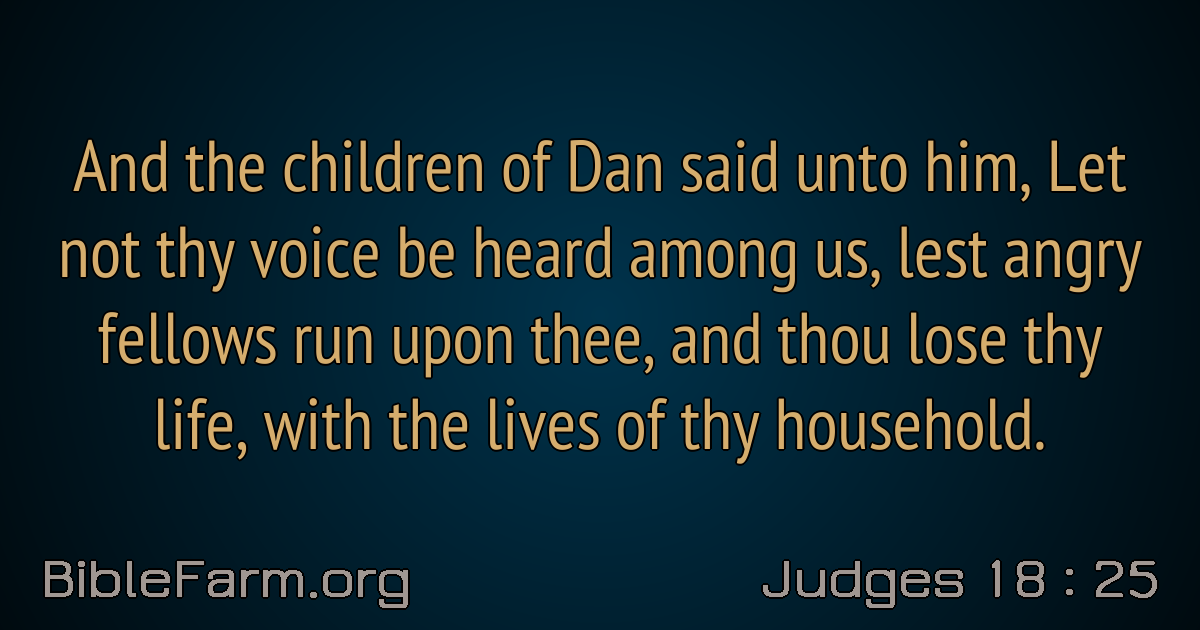 And the children of Dan said unto him, Let
not thy voice be heard among us, lest angry
fellows run upon thee, and thou lose thy
life, with the lives of thy household.
BibleFarm.org
Judges 18 : 25